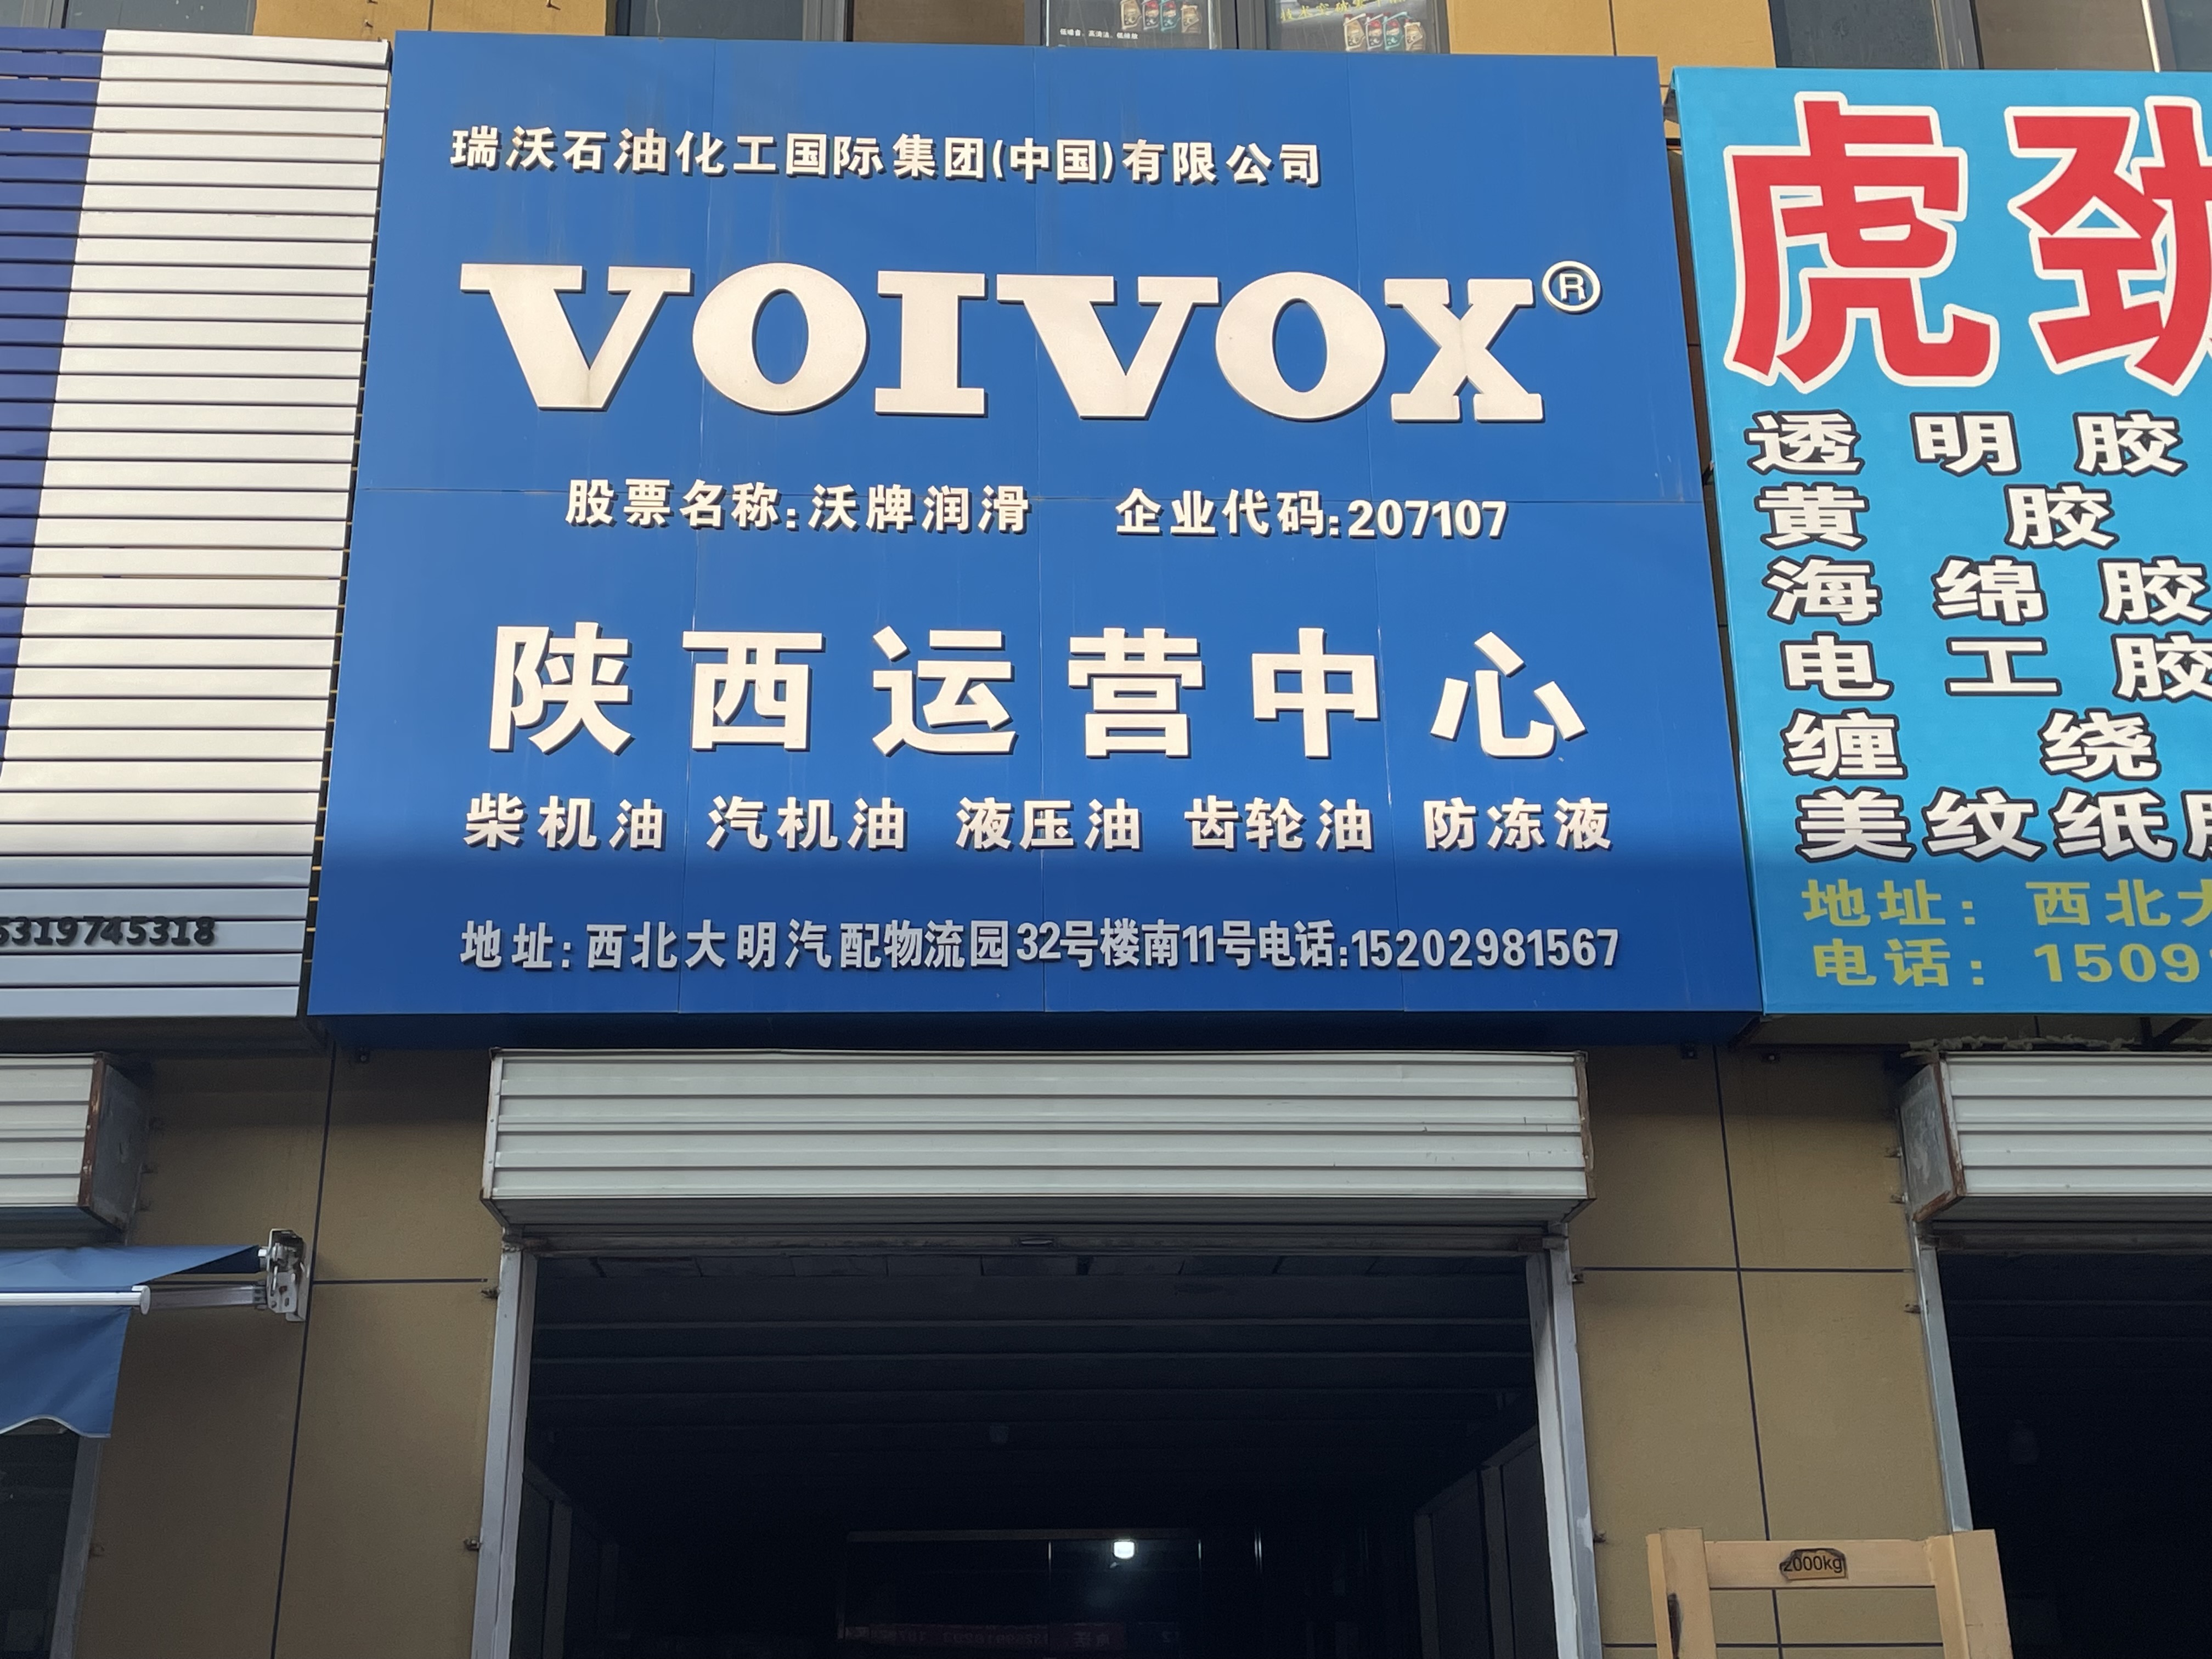 瑞沃石油化工国际集团(中国)有限公司
VOIVOX®
股票名称:沃牌润滑 企业代码:207107
陕西运营中心
柴机油 汽机油 液压油 齿轮油 防冻液
地址:西北大明汽配物流园32号楼南11号电话:15202981567
5319745318
虎劲
透明胶
黄胶
海绵胶
电工胶
缠绕
美纹纸胶
地址: 西北大
电话: 1509
2000kg